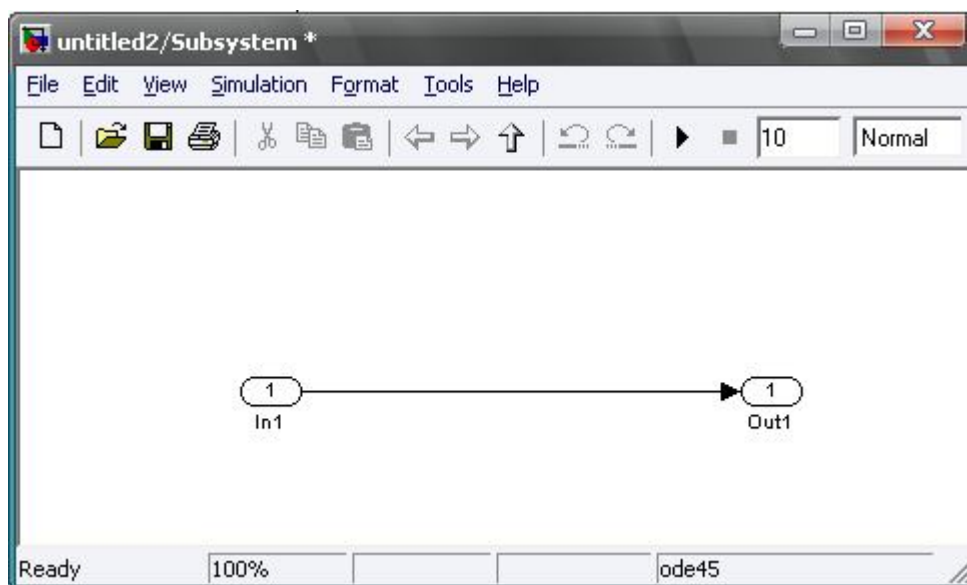 untitled2/Subsystem *
File Edit View Simulation Format Tools Help
10 Normal
1 1
In1 Out1
Ready 100% ode45